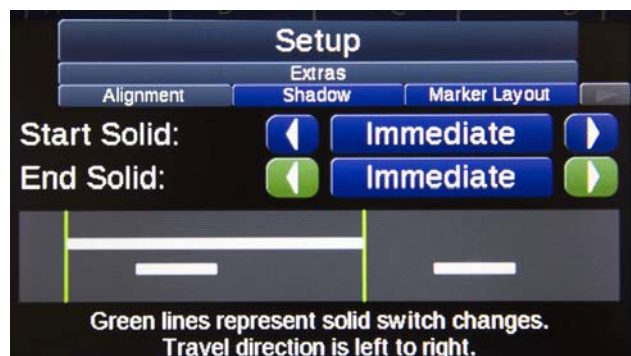 Setup
Extras
Alignment Shadow Marker Layout
Start Solid: Immediate
End Solid: Immediate
Green lines represent solid switch changes.
Travel direction is left to right.